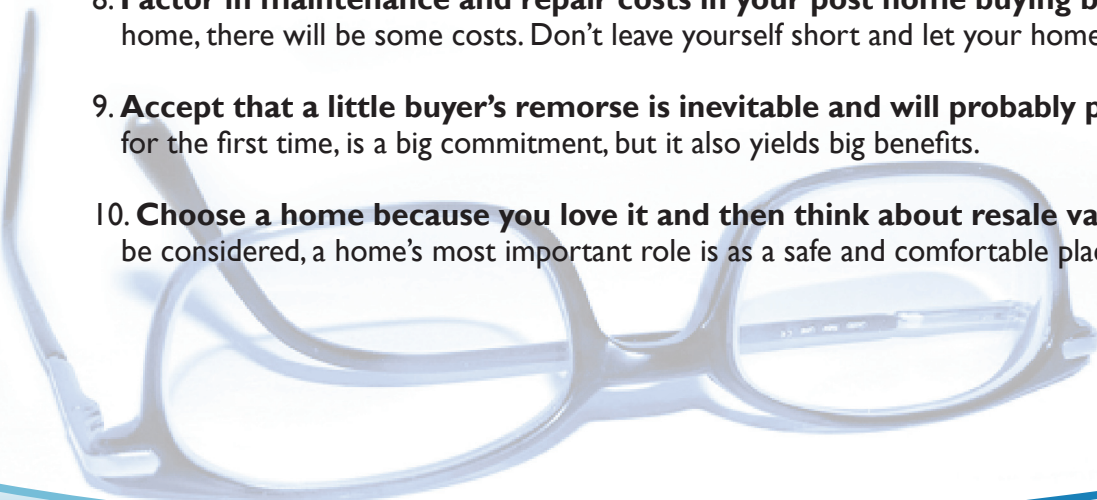 8. Factor in maintenance and repair costs in your post home buying
home, there will be some costs. Don’t leave yourself short and let your home
9. Accept that a little buyer’s remorse is inevitable and will probably
for the first time, is a big commitment, but it also yields big benefits.
10. Choose a home because you love it and then think about resale
be considered, a home’s most important role is as a safe and comfortable